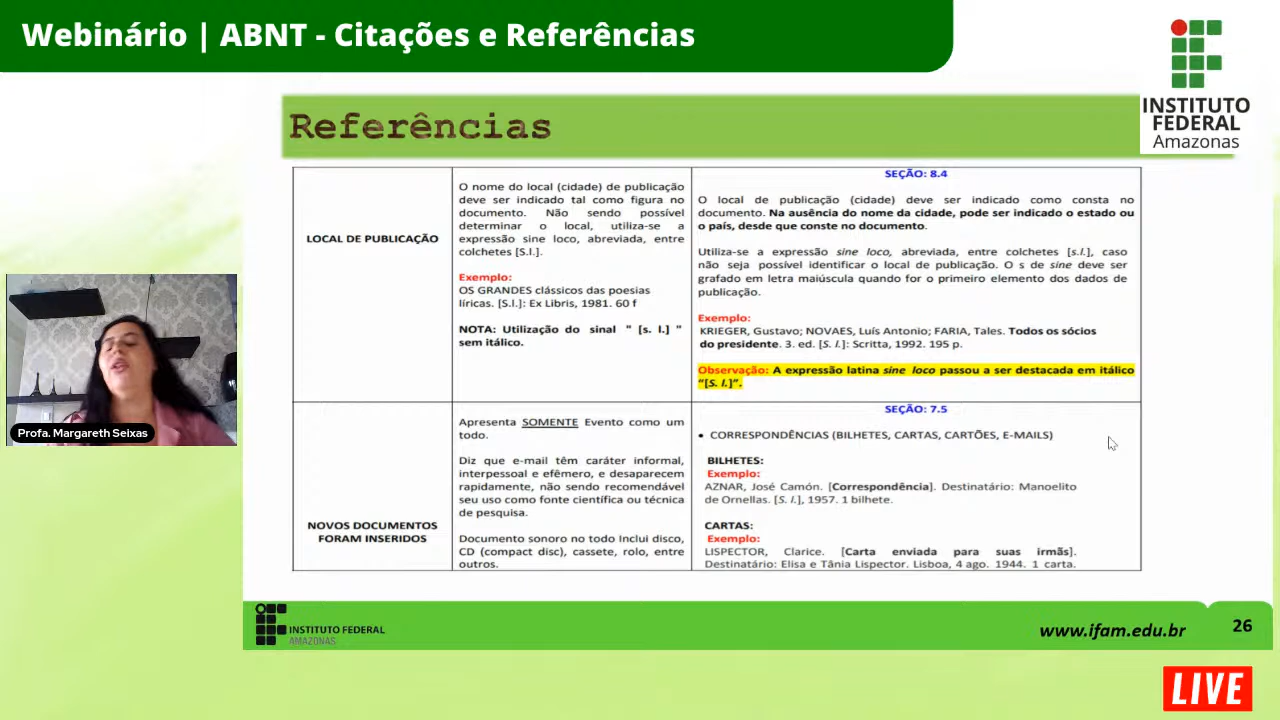 Webinário | ABNT - Citações e Referências
INSTITUTO
FEDERAL
Amazonas
Referências
LOCAL DE PUBLICAÇÃO
O nome do local (cidade) de publicação
deve ser indicado tal como figura no
documento. Não sendo possível
determinar o local, utiliza-se a
expressão sine loco, abreviada, entre
colchetes [S.l.].
Exemplo:
OS GRANDES clássicos das poesias
líricas. [S.l.]: Ex Libris, 1981. 60 f
NOTA: Utilização do sinal " [s. l.] "
sem itálico.
SEÇÃO: 8.4
O local de publicação (cidade) deve ser indicado como consta no
documento. Na ausência do nome da cidade, pode ser indicado o estado ou
o país, desde que conste no documento.
Utiliza-se a expressão sine loco, abreviada, entre colchetes [s.l.], caso
não seja possível identificar o local de publicação. O s de sine deve ser
grafado em letra maiúscula quando for o primeiro elemento dos dados de
publicação.
Exemplo:
KRIEGER, Gustavo; NOVAES, Luís Antonio; FARIA, Tales. Todos os sócios
do presidente. 3. ed. [S. l.]: Scritta, 1992. 195 p.
Observação: A expressão latina sine loco passou a ser destacada em itálico
"[S. l.]".
NOVOS DOCUMENTOS
FORAM INSERIDOS
Apresenta SOMENTE Evento como um
todo.
Diz que e-mail têm caráter informal,
interpessoal e efêmero, e desaparecem
rapidamente, não sendo recomendável
seu uso como fonte científica ou técnica
de pesquisa.
Documento sonoro no todo Inclui disco,
CD (compact disc), cassete, rolo, entre
outros.
SEÇÃO: 7.5
• CORRESPONDÊNCIAS (BILHETES, CARTAS, CARTÕES, E-MAILS)
BILHETES:
Exemplo:
AZNAR, José Camón. [Correspondência]. Destinatário: Manoelito
de Ornellas. [S. l.], 1957. 1 bilhete.
CARTAS:
Exemplo:
LISPECTOR, Clarice. [Carta enviada para suas irmãs].
Destinatário: Elisa e Tânia Lispector. Lisboa, 4 ago. 1944. 1 carta.
Profa. Margareth Seixas
INSTITUTO FEDERAL
AMAZONAS
www.ifam.edu.br
26
LIVE